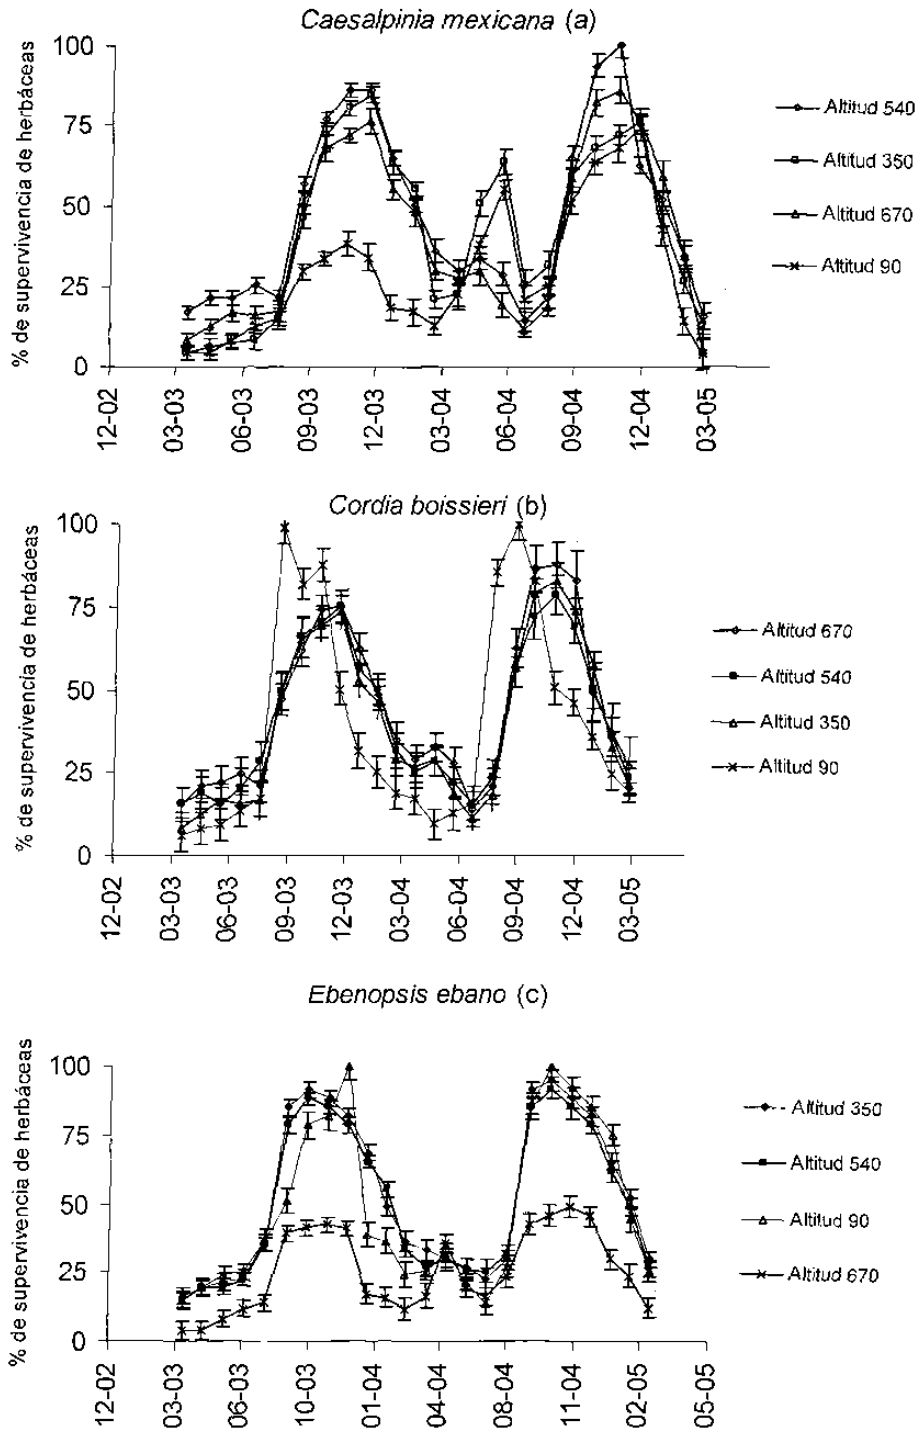 Caesalpinia mexicana (a)
% de supervivencia de herbáceas
100
75
50
25
0
12-02
03-03
06-03
09-03
12-03
03-04
06-04
09-04
12-04
03-05
Altitud 540
Altitud 350
Altitud 670
Altitud 90
Cordia boissieri (b)
% de supervivencia de herbáceas
100
75
50
25
0
12-02
03-03
06-03
09-03
12-03
03-04
06-04
09-04
12-04
03-05
Altitud 670
Altitud 540
Altitud 350
Altitud 90
Ebenopsis ebano (c)
% de supervivencia de herbáceas
100
75
50
25
0
12-02
03-03
06-03
10-03
01-04
04-04
08-04
11-04
02-05
05-05
Altitud 350
Altitud 540
Altitud 90
Altitud 670